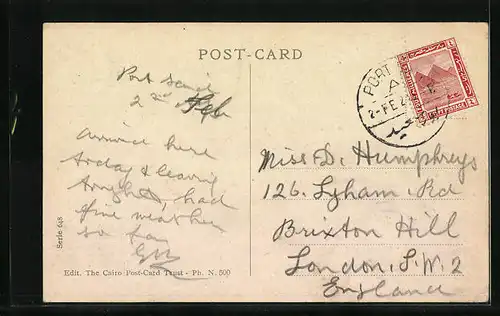 POST-CARD
Port Said
2nd Feb
Arrived here
today & leaving
tonight, had
fine weather
so far
Miss D. Humphreys
126. Lyham Rd
Brixton Hill
London. S.W.2
England
PORT
A
2-FE
Serie 648
Edit. The Cairo Post-Card Trust - Ph. N. 500